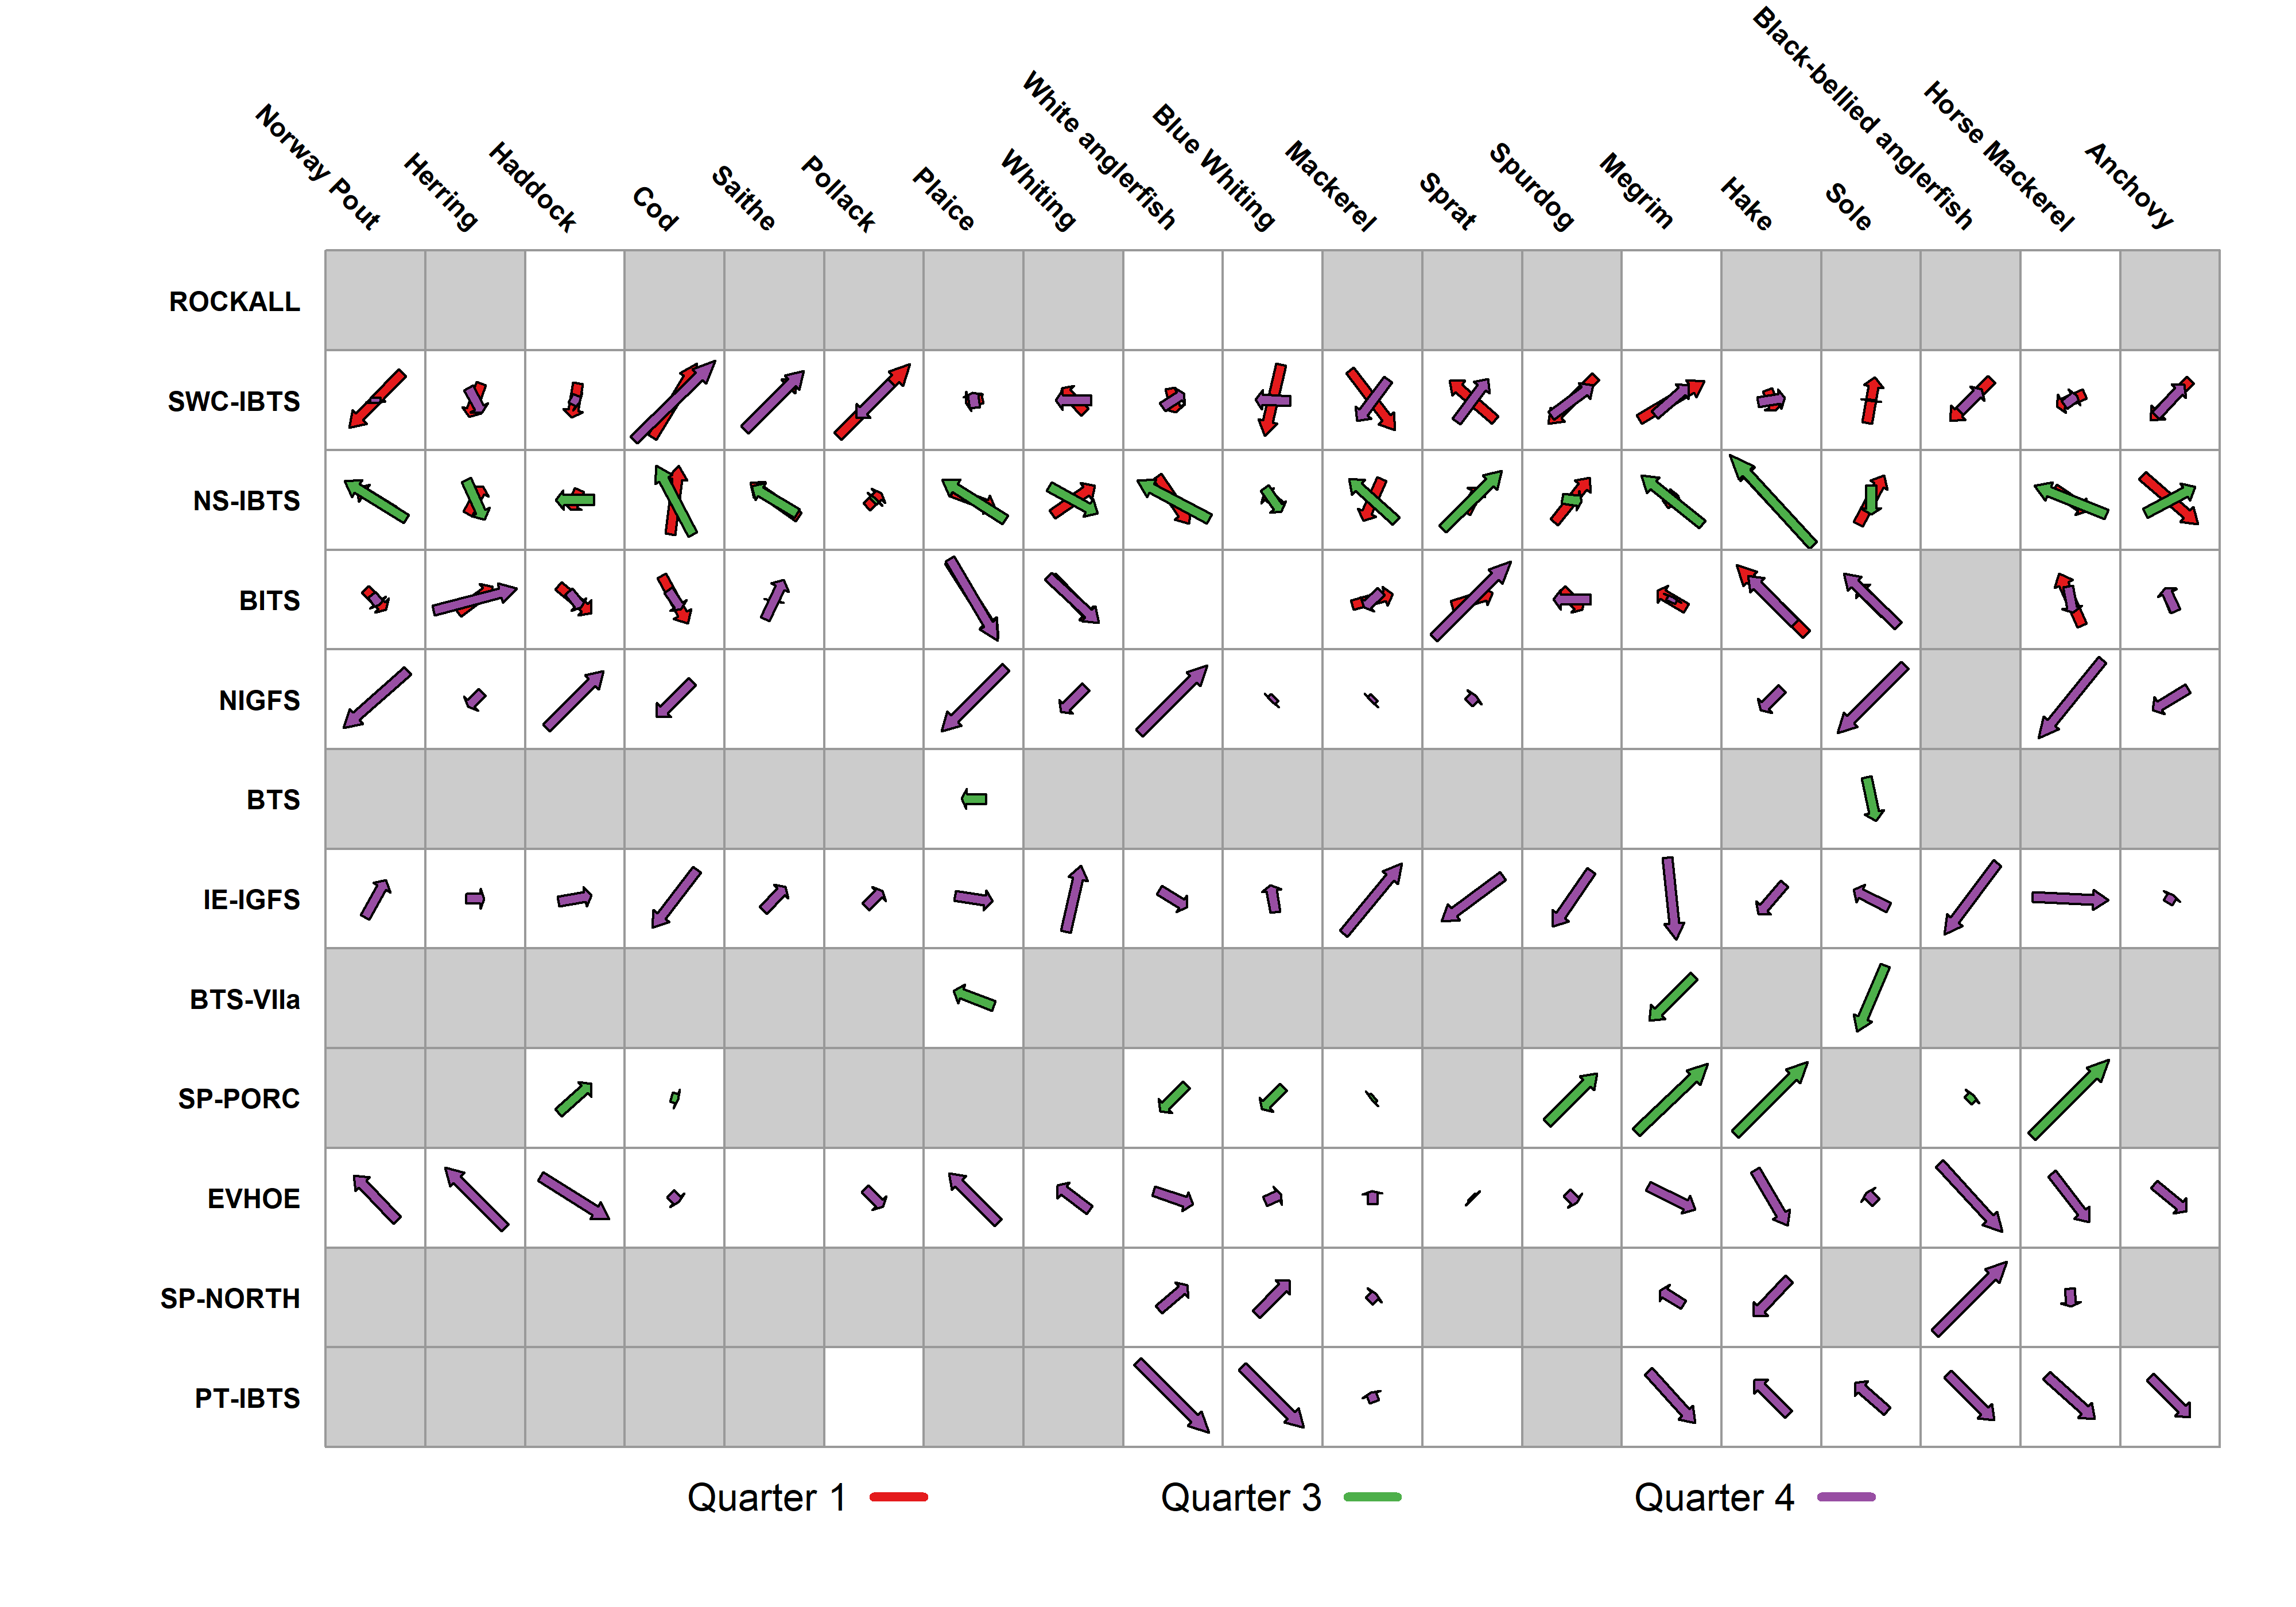 Norway Pout
Herring
Haddock
Cod
Saithe
Pollack
Plaice
Whiting
White anglerfish
Blue Whiting
Mackerel
Sprat
Spurdog
Megrim
Hake
Sole
Black-bellied anglerfish
Horse Mackerel
Anchovy
ROCKALL
SWC-IBTS
NS-IBTS
BITS
NIGFS
BTS
IE-IGFS
BTS-VIIa
SP-PORC
EVHOE
SP-NORTH
PT-IBTS
Quarter 1
Quarter 3
Quarter 4